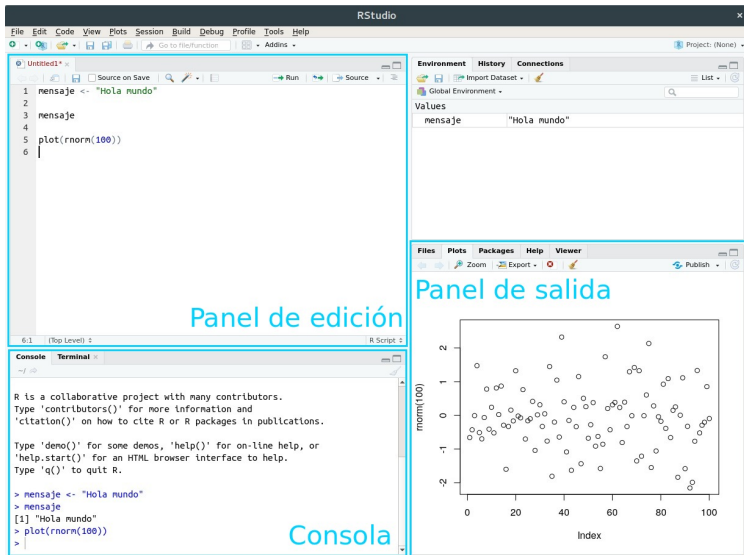 RStudio
File Edit Code View Plots Session Build Debug Profile Tools Help
Go to file/function Addins Project: (None)
Untitled1*
Source on Save Run Source
1 mensaje <- "Hola mundo"
2
3 mensaje
4
5 plot(rnorm(100))
6
Panel de edición
6:1 (Top Level) R Script
Console Terminal
~/
R is a collaborative project with many contributors.
Type 'contributors()' for more information and
'citation()' on how to cite R or R packages in publications.
Type 'demo()' for some demos, 'help()' for on-line help, or
'help.start()' for an HTML browser interface to help.
Type 'q()' to quit R.
> mensaje <- "Hola mundo"
> mensaje
[1] "Hola mundo"
> plot(rnorm(100))
>
Consola
Environment History Connections
Import Dataset List
Global Environment
Values
mensaje "Hola mundo"
Files Plots Packages Help Viewer
Zoom Export Publish
Panel de salida
rnorm(100)
2
1
0
-1
-2
0 20 40 60 80 100
Index